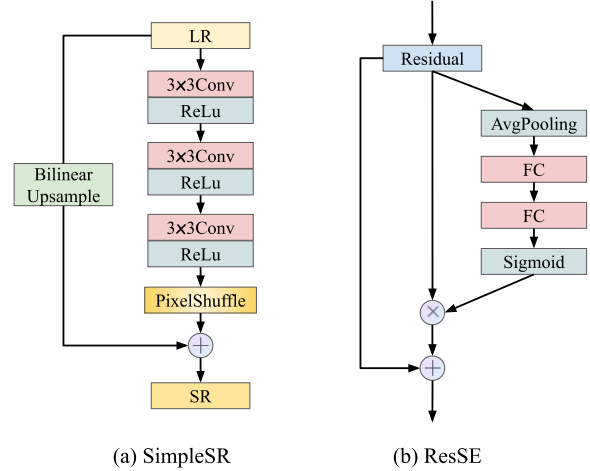 LR
3×3Conv
ReLu
3×3Conv
ReLu
3×3Conv
ReLu
PixelShuffle
+
SR
Bilinear
Upsample
(a) SimpleSR
Residual
AvgPooling
FC
FC
Sigmoid
×
+
(b) ResSE